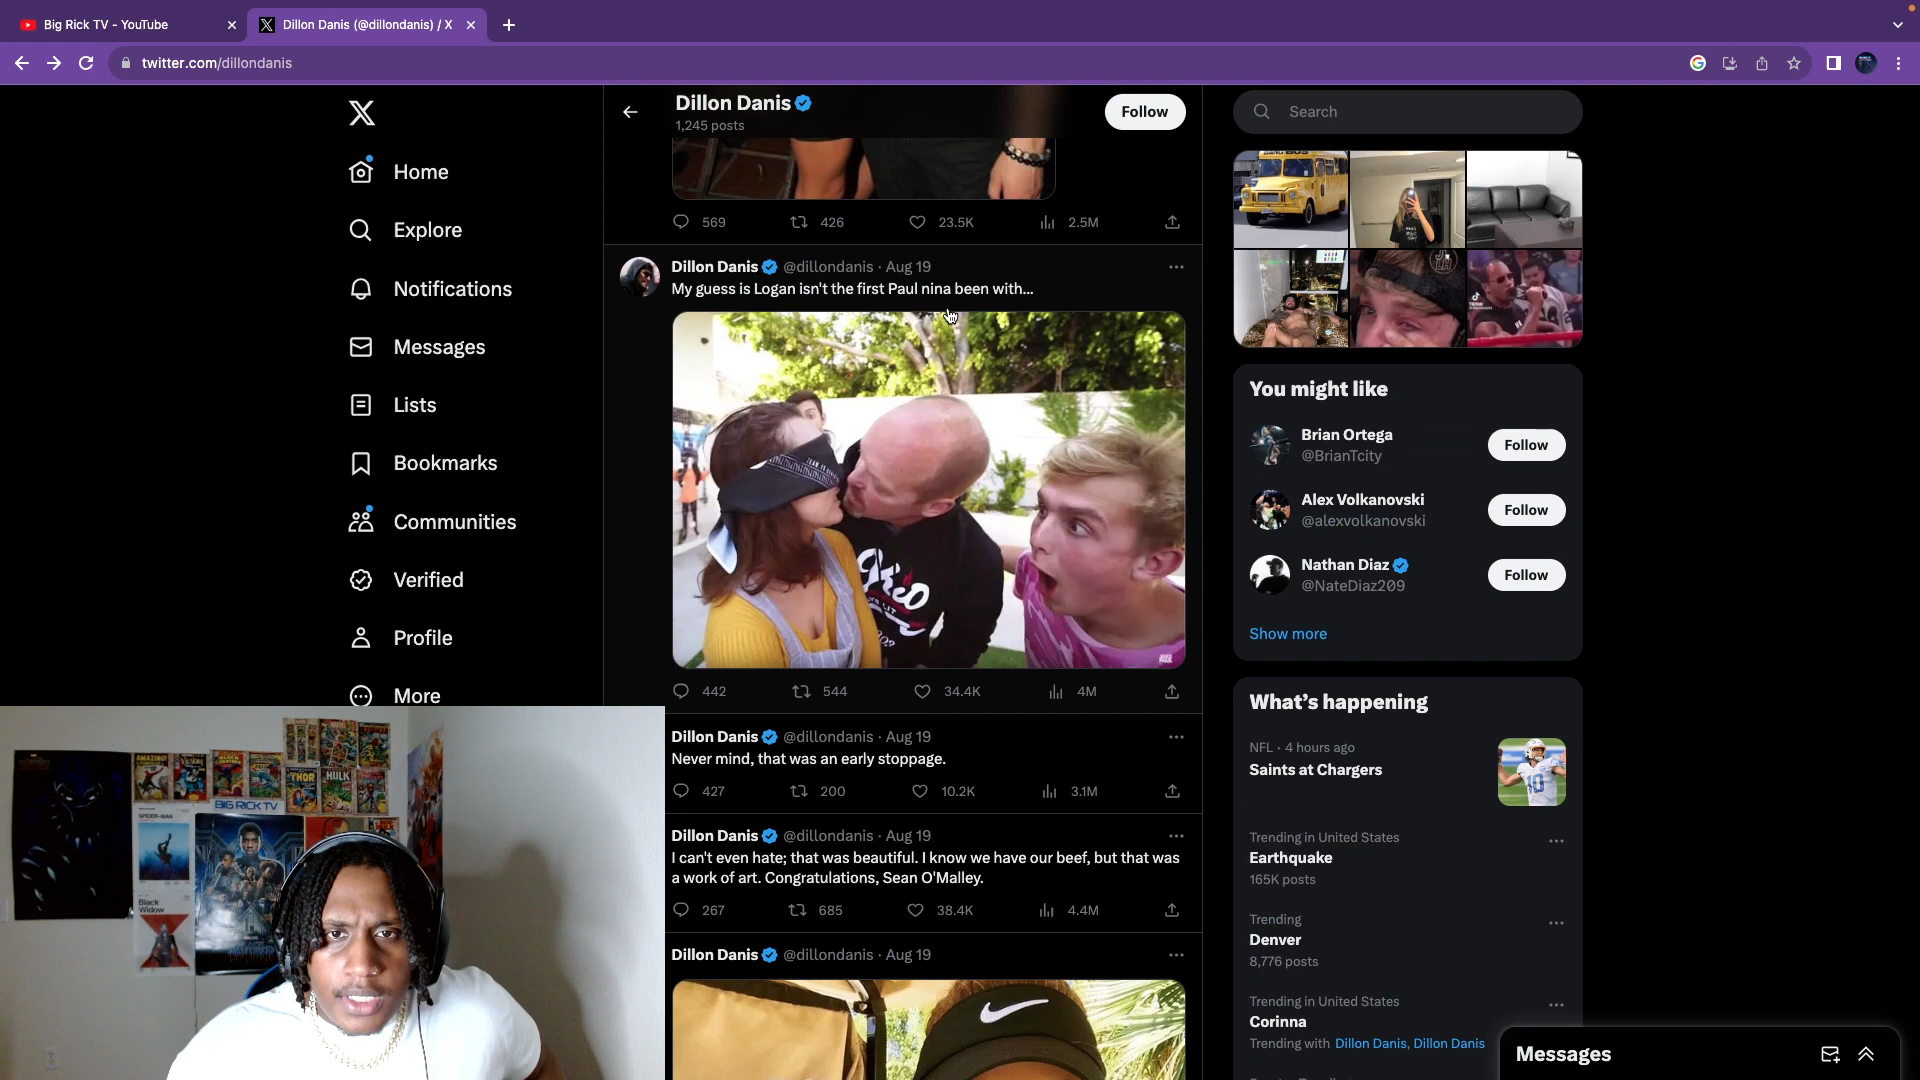 Big Rick TV - YouTube
Dillon Danis (@dillondanis) / X
twitter.com/dillondanis
Home
Explore
Notifications
Messages
Lists
Bookmarks
Communities
Verified
Profile
More
Dillon Danis
1,245 posts
Follow
569 426 23.5K 2.5M
Dillon Danis @dillondanis · Aug 19
My guess is Logan isn't the first Paul nina been with...
442 544 34.4K 4M
Dillon Danis @dillondanis · Aug 19
Never mind, that was an early stoppage.
427 200 10.2K 3.1M
Dillon Danis @dillondanis · Aug 19
I can't even hate; that was beautiful. I know we have our beef, but that was
a work of art. Congratulations, Sean O'Malley.
267 685 38.4K 4.4M
Dillon Danis @dillondanis · Aug 19
Search
You might like
Brian Ortega
@BrianTcity
Follow
Alex Volkanovski
@alexvolkanovski
Follow
Nathan Diaz
@NateDiaz209
Follow
Show more
What's happening
NFL · 4 hours ago
Saints at Chargers
Trending in United States
Earthquake
165K posts
Trending
Denver
8,776 posts
Trending in United States
Corinna
Trending with Dillon Danis, Dillon Danis
Messages
AMAZING
THOR
HULK
BIG RICK TV
SPIDER-MAN
Black
Widow